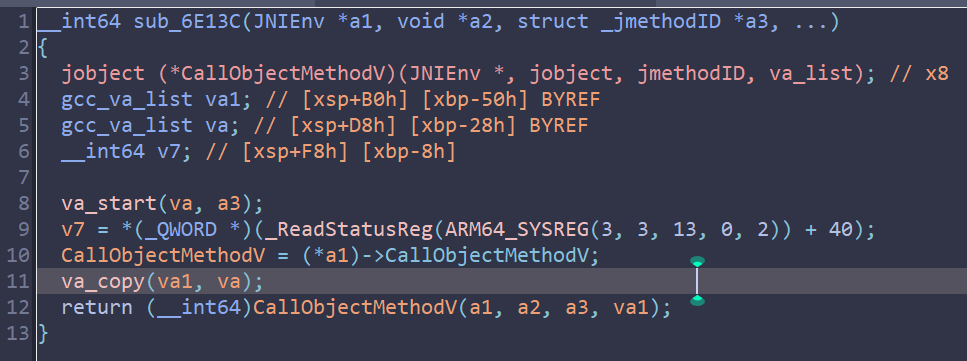 1 __int64 sub_6E13C(JNIEnv *a1, void *a2, struct _jmethodID *a3, ...)
2 {
3 jobject (*CallObjectMethodV)(JNIEnv *, jobject, jmethodID, va_list); // x8
4 gcc_va_list va1; // [xsp+B0h] [xbp-50h] BYREF
5 gcc_va_list va; // [xsp+D8h] [xbp-28h] BYREF
6 __int64 v7; // [xsp+F8h] [xbp-8h]
7
8 va_start(va, a3);
9 v7 = *(_QWORD *)(_ReadStatusReg(ARM64_SYSREG(3, 3, 13, 0, 2)) + 40);
10 CallObjectMethodV = (*a1)->CallObjectMethodV;
11 va_copy(va1, va);
12 return (__int64)CallObjectMethodV(a1, a2, a3, va1);
13 }